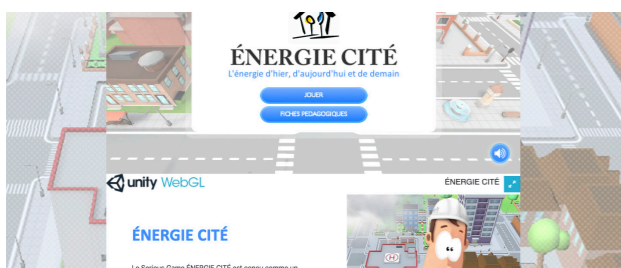 ÉNERGIE CITÉ
L'énergie d'hier, d'aujourd'hui et de demain
JOUER
FICHES PEDAGOGIQUES
unity WebGL
ÉNERGIE CITÉ
ÉNERGIE CITÉ
H
Le Serious Game ÉNERGIE CITÉ est conçu comme un